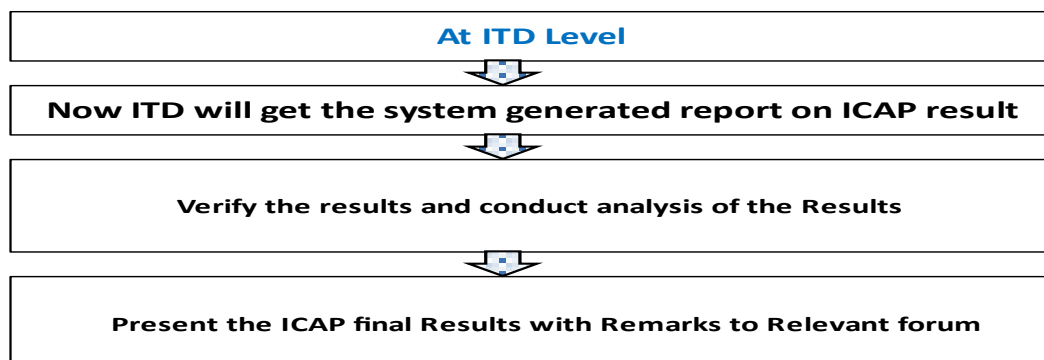 At ITD Level
Now ITD will get the system generated report on ICAP result
Verify the results and conduct analysis of the Results
Present the ICAP final Results with Remarks to Relevant forum